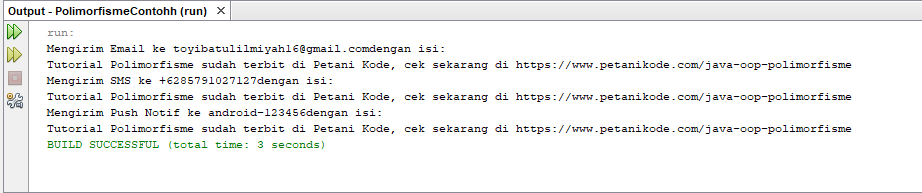 Output - PolimorfismeContohh (run)
run:
Mengirim Email ke toyibatulilmiyah16@gmail.comdengan isi:
Tutorial Polimorfisme sudah terbit di Petani Kode, cek sekarang di https://www.petanikode.com/java-oop-polimorfisme
Mengirim SMS ke +6285791027127dengan isi:
Tutorial Polimorfisme sudah terbit di Petani Kode, cek sekarang di https://www.petanikode.com/java-oop-polimorfisme
Mengirim Push Notif ke android-123456dengan isi:
Tutorial Polimorfisme sudah terbit di Petani Kode, cek sekarang di https://www.petanikode.com/java-oop-polimorfisme
BUILD SUCCESSFUL (total time: 3 seconds)